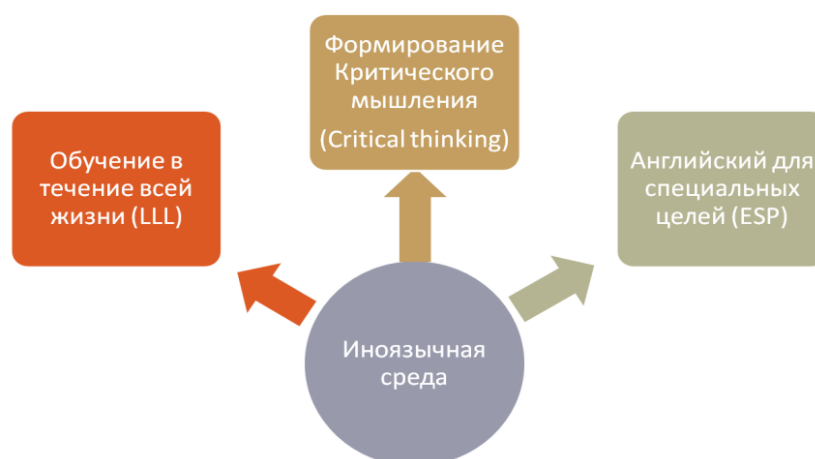 Формирование
Критического
мышления
(Critical thinking)
Обучение в
течение всей
жизни (LLL)
Английский для
специальных
целей (ESP)
Иноязычная
среда